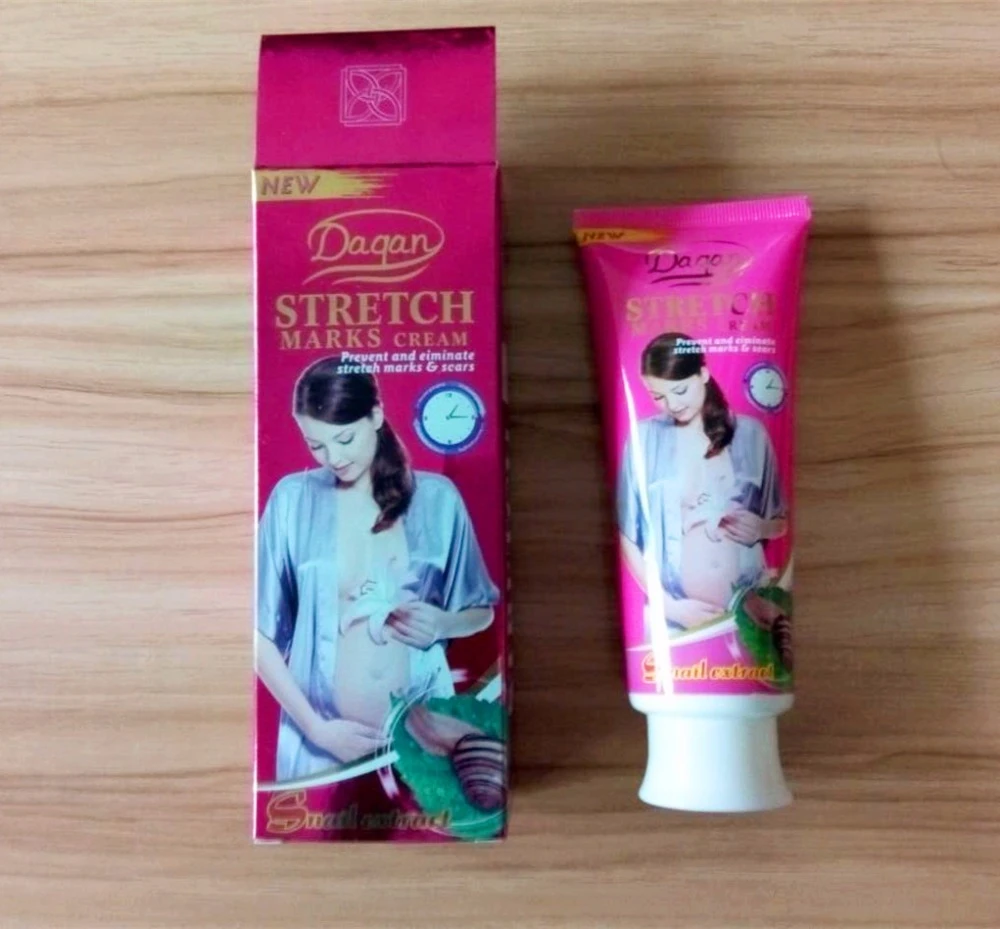 NEW
Daqan
STRETCH
MARKS CREAM
Prevent and eiminate
stretch marks & scars
Snail extract
NEW
Daqan
STRETCH
MARKS CREAM
Prevent and eiminate
stretch marks & scars
Snail extract